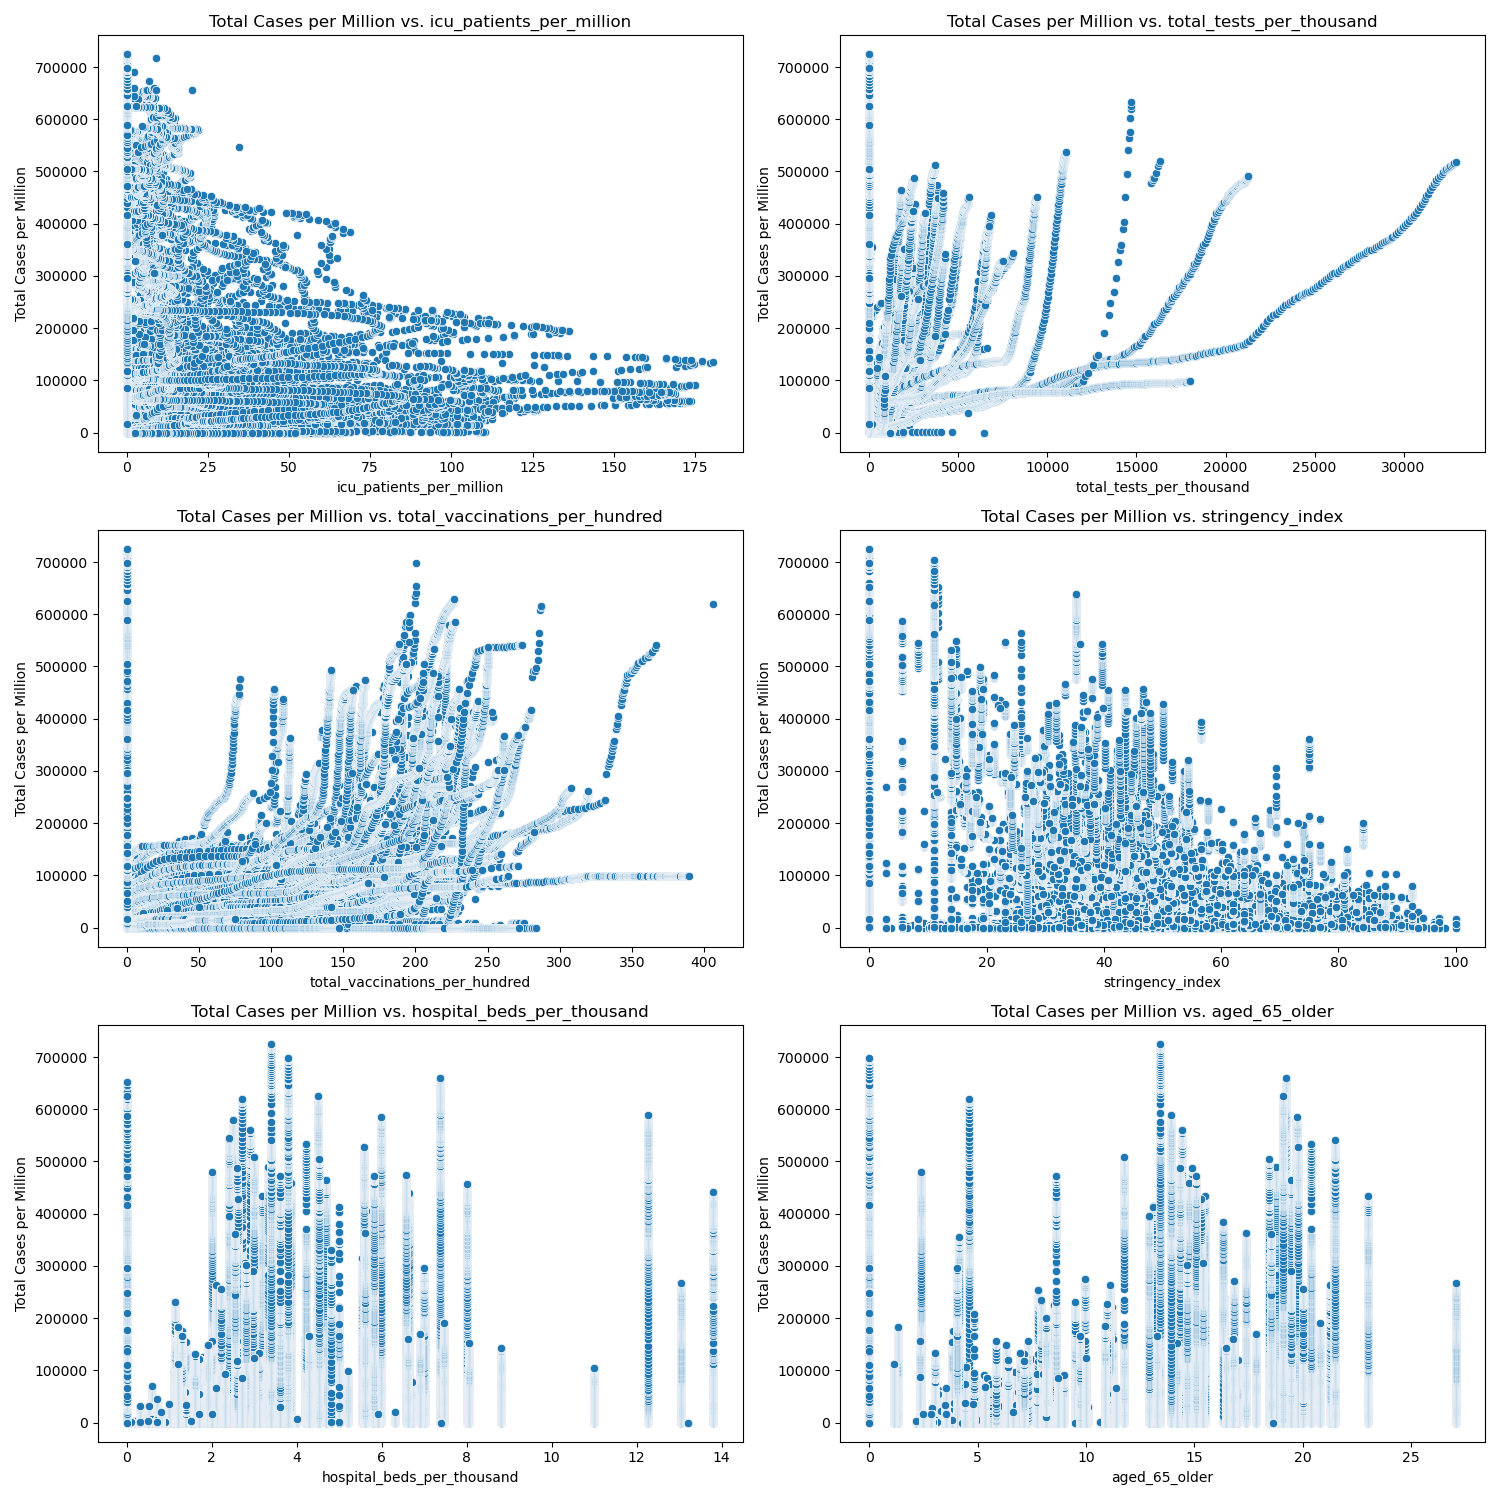 Total Cases per Million vs. icu_patients_per_million
700000
600000
500000
400000
300000
200000
100000
0
Total Cases per Million
0 25 50 75 100 125 150 175
icu_patients_per_million
Total Cases per Million vs. total_tests_per_thousand
700000
600000
500000
400000
300000
200000
100000
0
Total Cases per Million
0 5000 10000 15000 20000 25000 30000
total_tests_per_thousand
Total Cases per Million vs. total_vaccinations_per_hundred
700000
600000
500000
400000
300000
200000
100000
0
Total Cases per Million
0 50 100 150 200 250 300 350 400
total_vaccinations_per_hundred
Total Cases per Million vs. stringency_index
700000
600000
500000
400000
300000
200000
100000
0
Total Cases per Million
0 20 40 60 80 100
stringency_index
Total Cases per Million vs. hospital_beds_per_thousand
700000
600000
500000
400000
300000
200000
100000
0
Total Cases per Million
0 2 4 6 8 10 12 14
hospital_beds_per_thousand
Total Cases per Million vs. aged_65_older
700000
600000
500000
400000
300000
200000
100000
0
Total Cases per Million
0 5 10 15 20 25
aged_65_older